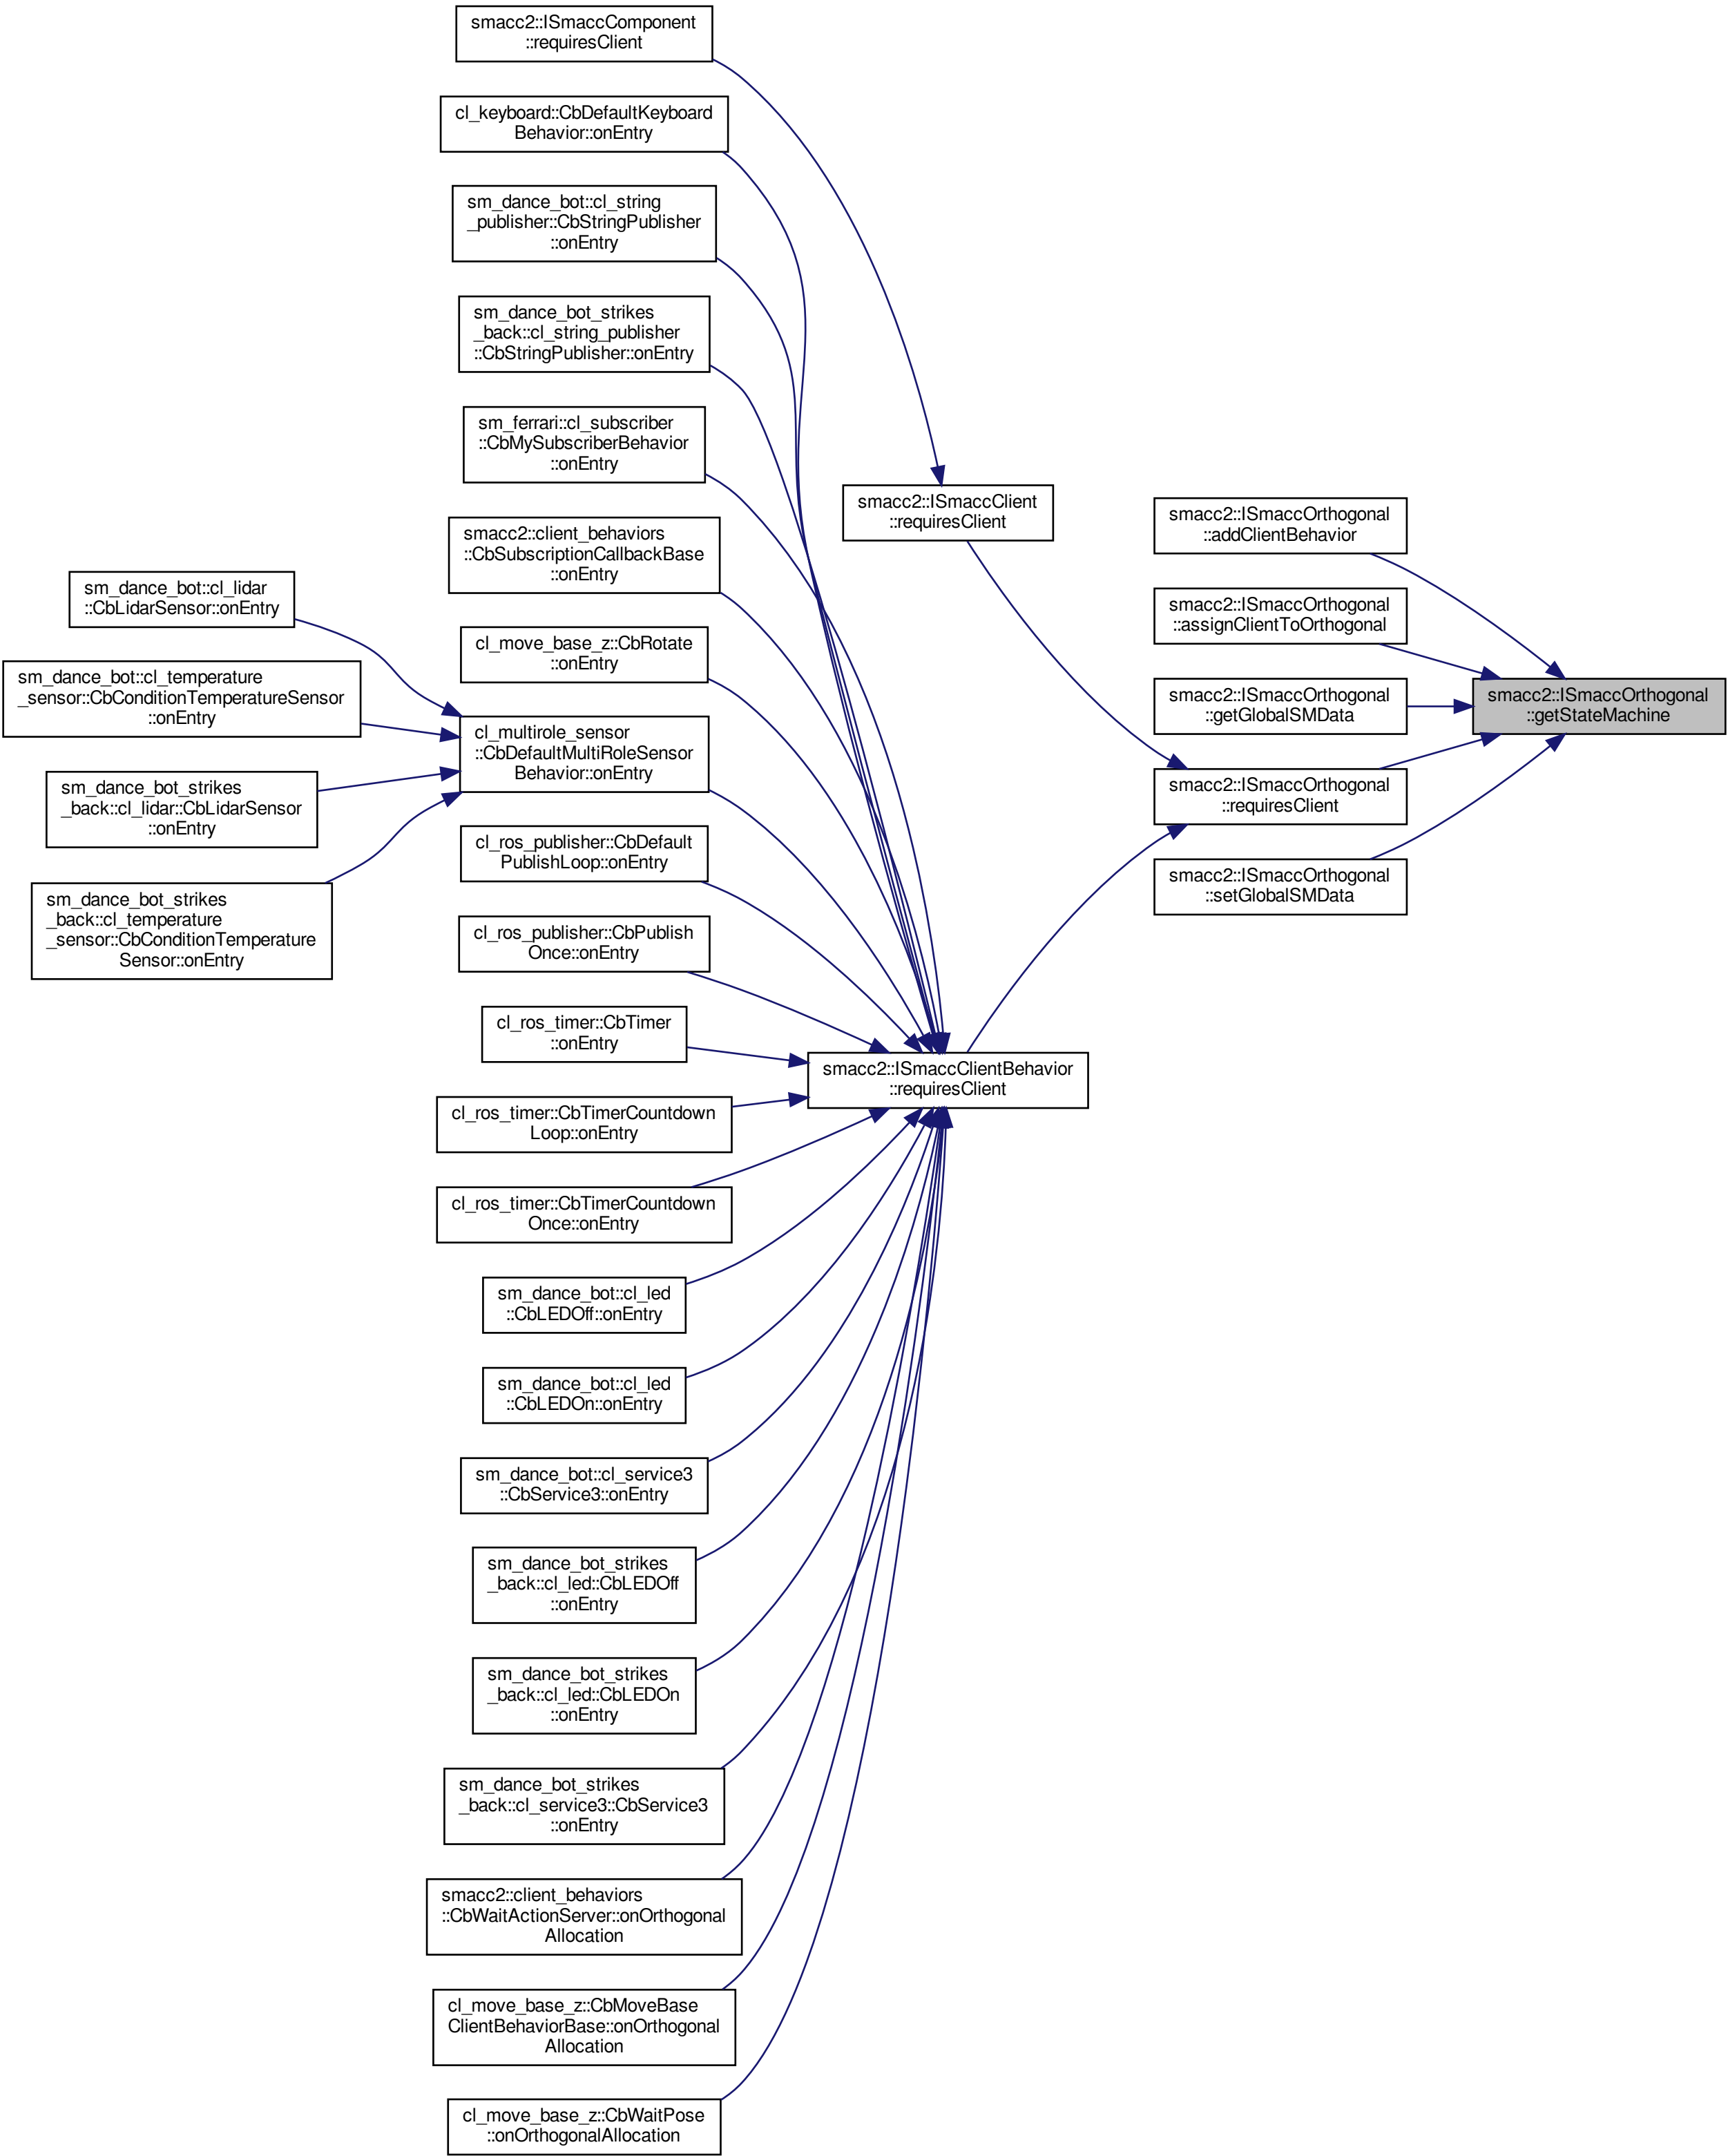 smacc2::ISmaccComponent
::requiresClient
cl_keyboard::CbDefaultKeyboard
Behavior::onEntry
sm_dance_bot::cl_string
_publisher::CbStringPublisher
::onEntry
sm_dance_bot_strikes
_back::cl_string_publisher
::CbStringPublisher::onEntry
sm_ferrari::cl_subscriber
::CbMySubscriberBehavior
::onEntry
smacc2::client_behaviors
::CbSubscriptionCallbackBase
::onEntry
cl_move_base_z::CbRotate
::onEntry
cl_multirole_sensor
::CbDefaultMultiRoleSensor
Behavior::onEntry
sm_dance_bot::cl_lidar
::CbLidarSensor::onEntry
sm_dance_bot::cl_temperature
_sensor::CbConditionTemperatureSensor
::onEntry
sm_dance_bot_strikes
_back::cl_lidar::CbLidarSensor
::onEntry
sm_dance_bot_strikes
_back::cl_temperature
_sensor::CbConditionTemperature
Sensor::onEntry
cl_ros_publisher::CbDefault
PublishLoop::onEntry
cl_ros_publisher::CbPublish
Once::onEntry
cl_ros_timer::CbTimer
::onEntry
cl_ros_timer::CbTimerCountdown
Loop::onEntry
cl_ros_timer::CbTimerCountdown
Once::onEntry
sm_dance_bot::cl_led
::CbLEDOff::onEntry
sm_dance_bot::cl_led
::CbLEDOn::onEntry
sm_dance_bot::cl_service3
::CbService3::onEntry
sm_dance_bot_strikes
_back::cl_led::CbLEDOff
::onEntry
sm_dance_bot_strikes
_back::cl_led::CbLEDOn
::onEntry
sm_dance_bot_strikes
_back::cl_service3::CbService3
::onEntry
smacc2::client_behaviors
::CbWaitActionServer::onOrthogonal
Allocation
cl_move_base_z::CbMoveBase
ClientBehaviorBase::onOrthogonal
Allocation
cl_move_base_z::CbWaitPose
::onOrthogonalAllocation
smacc2::ISmaccClient
::requiresClient
smacc2::ISmaccClientBehavior
::requiresClient
smacc2::ISmaccOrthogonal
::addClientBehavior
smacc2::ISmaccOrthogonal
::assignClientToOrthogonal
smacc2::ISmaccOrthogonal
::getGlobalSMData
smacc2::ISmaccOrthogonal
::requiresClient
smacc2::ISmaccOrthogonal
::setGlobalSMData
smacc2::ISmaccOrthogonal
::getStateMachine